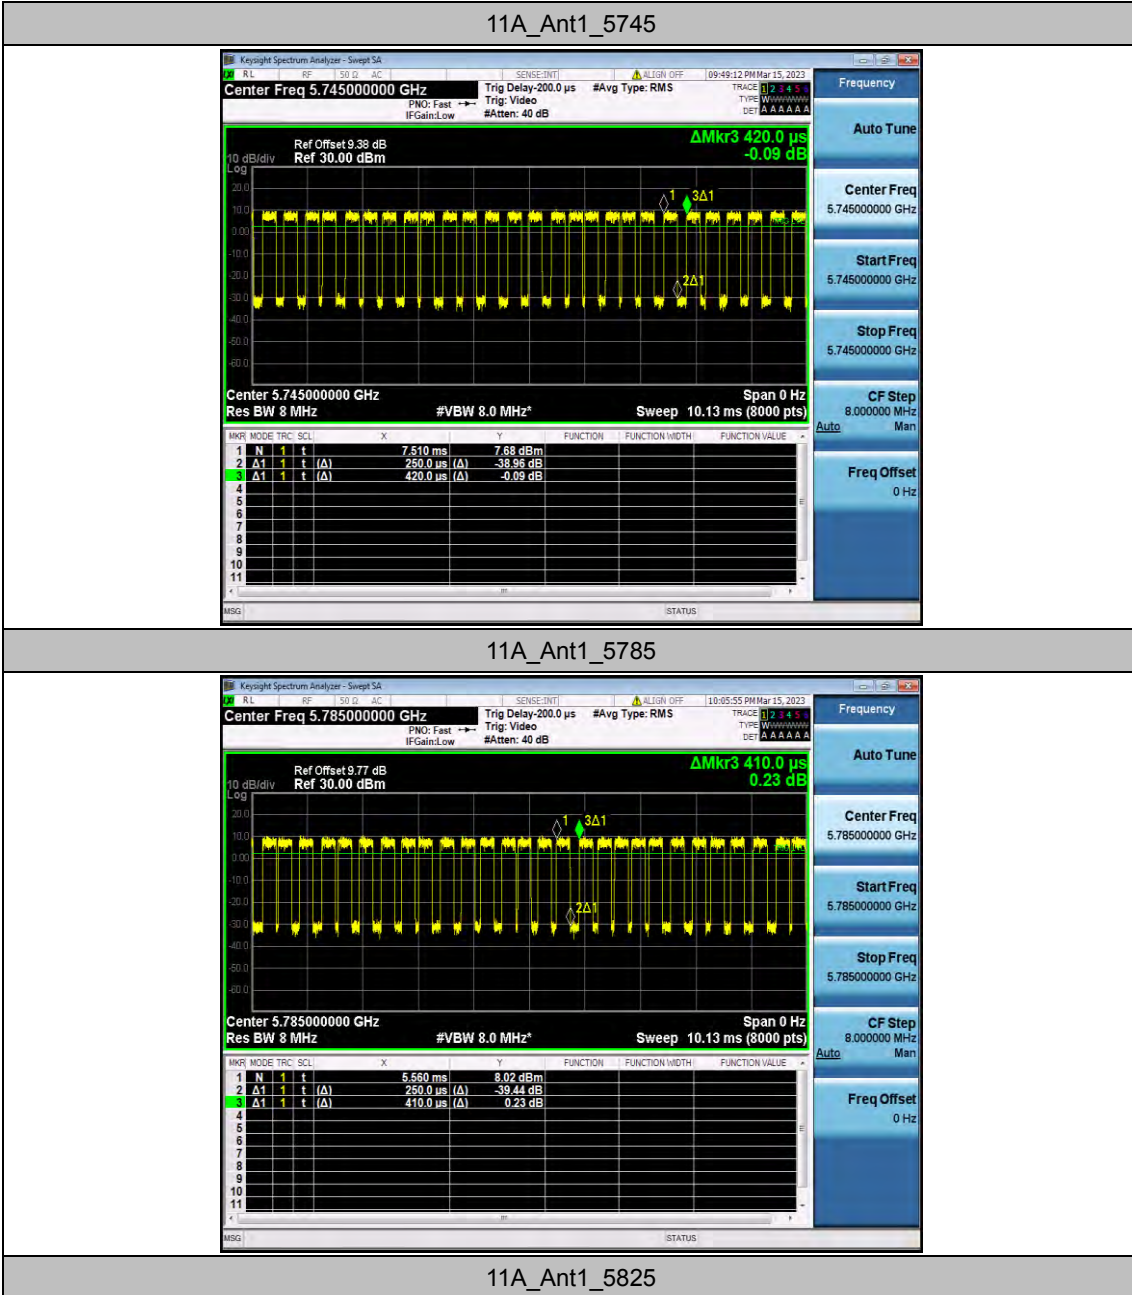 11A_Ant1_5745
Keysight Spectrum Analyzer - Swept SA
RL RF 50 Ω AC SENSE:INT ALIGN OFF 09:49:12 PM Mar 15, 2023
Center Freq 5.745000000 GHz
PNO: Fast
IFGain:Low
Trig Delay-200.0 µs
Trig: Video
#Atten: 40 dB
#Avg Type: RMS
TRACE 1 2 3 4 5 6
TYPE W
DET A A A A A A
ΔMkr3 420.0 µs
-0.09 dB
Ref Offset 9.38 dB
Ref 30.00 dBm
10 dB/div
Log
20.0
10.0
0.00
-10.0
-20.0
-30.0
-40.0
-50.0
-60.0
1
3Δ1
2Δ1
Center 5.745000000 GHz
Span 0 Hz
Res BW 8 MHz
#VBW 8.0 MHz*
Sweep 10.13 ms (8000 pts)
MKR MODE TRC SCL X Y FUNCTION FUNCTION WIDTH FUNCTION VALUE
1 N 1 t 7.510 ms 7.68 dBm
2 Δ1 1 t (Δ) 250.0 µs (Δ) -38.96 dB
3 Δ1 1 t (Δ) 420.0 µs (Δ) -0.09 dB
4
5
6
7
8
9
10
11
MSG
STATUS
Frequency
Auto Tune
Center Freq
5.745000000 GHz
Start Freq
5.745000000 GHz
Stop Freq
5.745000000 GHz
CF Step
8.000000 MHz
Auto Man
Freq Offset
0 Hz
11A_Ant1_5785
Keysight Spectrum Analyzer - Swept SA
RL RF 50 Ω AC SENSE:INT ALIGN OFF 10:05:55 PM Mar 15, 2023
Center Freq 5.785000000 GHz
PNO: Fast
IFGain:Low
Trig Delay-200.0 µs
Trig: Video
#Atten: 40 dB
#Avg Type: RMS
TRACE 1 2 3 4 5 6
TYPE W
DET A A A A A A
ΔMkr3 410.0 µs
0.23 dB
Ref Offset 9.77 dB
Ref 30.00 dBm
10 dB/div
Log
20.0
10.0
0.00
-10.0
-20.0
-30.0
-40.0
-50.0
-60.0
1
3Δ1
2Δ1
Center 5.785000000 GHz
Span 0 Hz
Res BW 8 MHz
#VBW 8.0 MHz*
Sweep 10.13 ms (8000 pts)
MKR MODE TRC SCL X Y FUNCTION FUNCTION WIDTH FUNCTION VALUE
1 N 1 t 5.560 ms 8.02 dBm
2 Δ1 1 t (Δ) 250.0 µs (Δ) -39.44 dB
3 Δ1 1 t (Δ) 410.0 µs (Δ) 0.23 dB
4
5
6
7
8
9
10
11
MSG
STATUS
Frequency
Auto Tune
Center Freq
5.785000000 GHz
Start Freq
5.785000000 GHz
Stop Freq
5.785000000 GHz
CF Step
8.000000 MHz
Auto Man
Freq Offset
0 Hz
11A_Ant1_5825